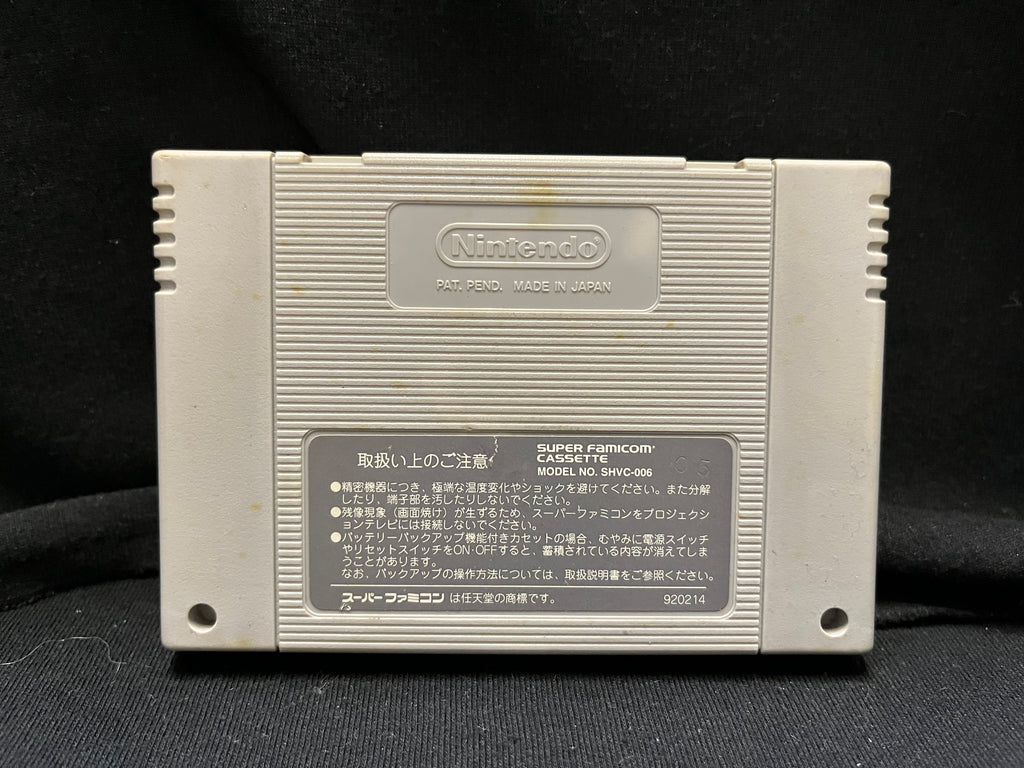 Nintendo®
PAT. PEND. MADE IN JAPAN
取扱い上のご注意
SUPER FAMICOM®
CASSETTE
MODEL NO. SHVC-006
05
●精密機器につき、極端な温度変化やショックを避けてください。また分解
したり、端子部を汚したりしないでください。
●残像現象（画面焼け）が生ずるため、スーパーファミコンをプロジェクシ
ョンテレビには接続しないでください。
●バッテリーバックアップ機能付きカセットの場合、むやみに電源スイッチ
やリセットスイッチをON・OFFすると、蓄積されている内容が消えてしま
うことがあります。
なお、バックアップの操作方法については、取扱説明書をご参照ください。
スーパーファミコン は任天堂の商標です。 920214